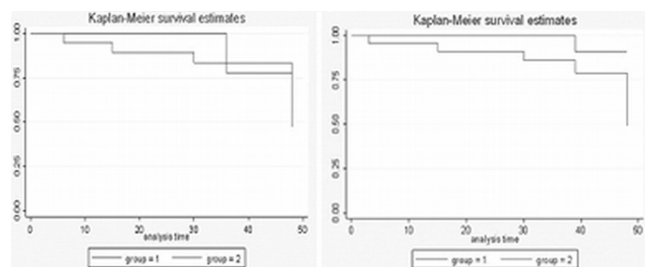 Kaplan-Meier survival estimates
1.00
0.75
0.50
0.25
0.00
0 10 20 30 40 50
analysis time
group = 1 group = 2
Kaplan-Meier survival estimates
1.00
0.75
0.50
0.25
0.00
0 10 20 30 40 50
analysis time
group = 1 group = 2